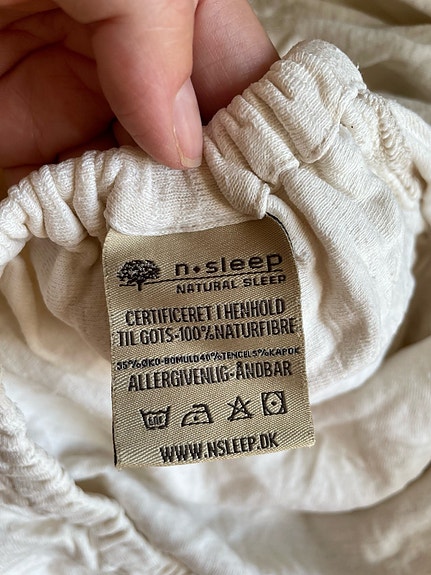 n•sleep
NATURAL SLEEP
CERTIFICERET I HENHOLD
TIL GOTS-100% NATURFIBRE
55% ØKO-BOMULD 40% TENCEL 5% KAPOK
ALLERGIVENLIG-ÅNDBAR
60C
WWW.NSLEEP.DK